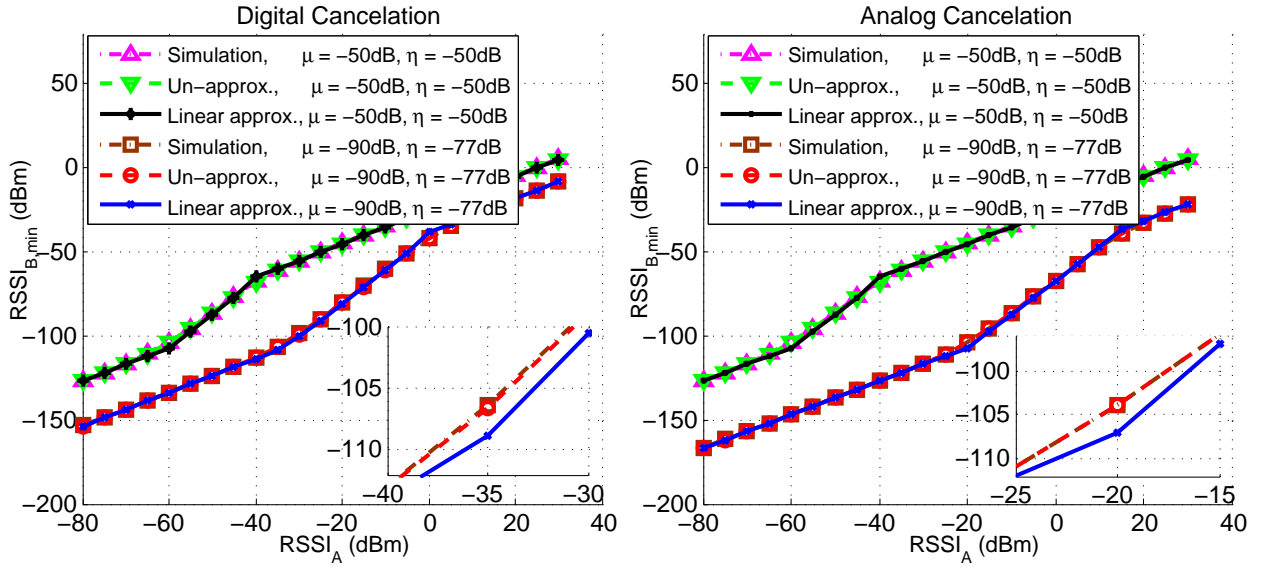 Digital Cancelation
Simulation, μ = −50dB, η = −50dB
Un−approx., μ = −50dB, η = −50dB
Linear approx., μ = −50dB, η = −50dB
Simulation, μ = −90dB, η = −77dB
Un−approx., μ = −90dB, η = −77dB
Linear approx., μ = −90dB, η = −77dB
50
0
−50
−100
−150
−200
−80
−60
−40
−20
0
20
40
RSSI_A (dBm)
RSSI_B,min (dBm)
−100
−105
−110
−40
−35
−30
Analog Cancelation
Simulation, μ = −50dB, η = −50dB
Un−approx., μ = −50dB, η = −50dB
Linear approx., μ = −50dB, η = −50dB
Simulation, μ = −90dB, η = −77dB
Un−approx., μ = −90dB, η = −77dB
Linear approx., μ = −90dB, η = −77dB
50
0
−50
−100
−150
−200
−80
−60
−40
−20
0
20
40
RSSI_A (dBm)
RSSI_B,min (dBm)
−100
−105
−110
−25
−20
−15